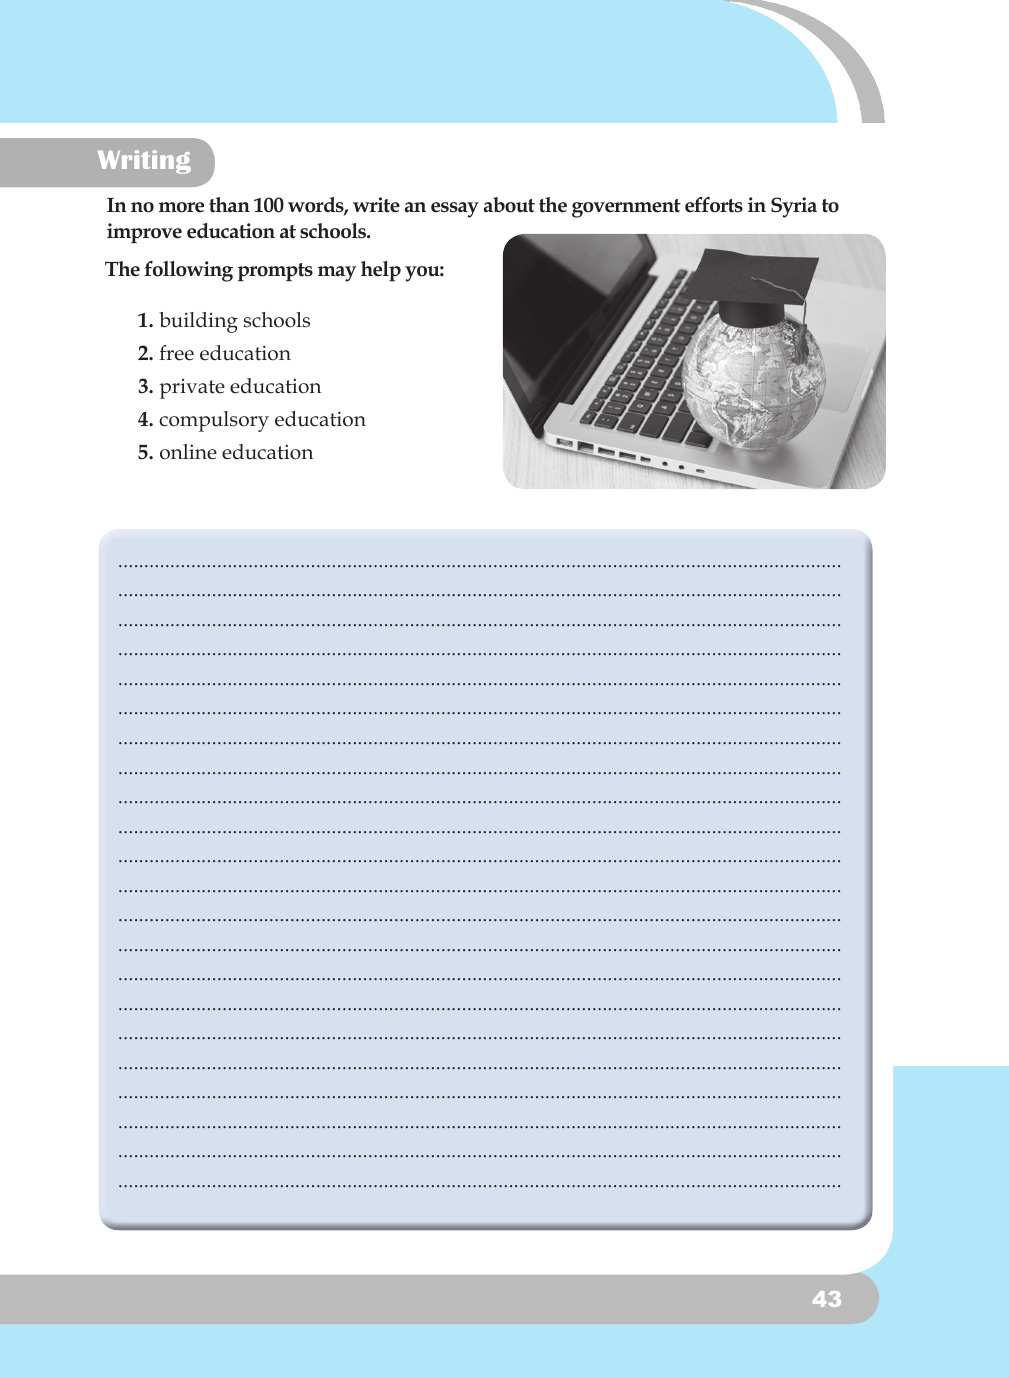 Writing
In no more than 100 words, write an essay about the government efforts in Syria to
improve education at schools.
The following prompts may help you:
1. building schools
2. free education
3. private education
4. compulsory education
5. online education
43